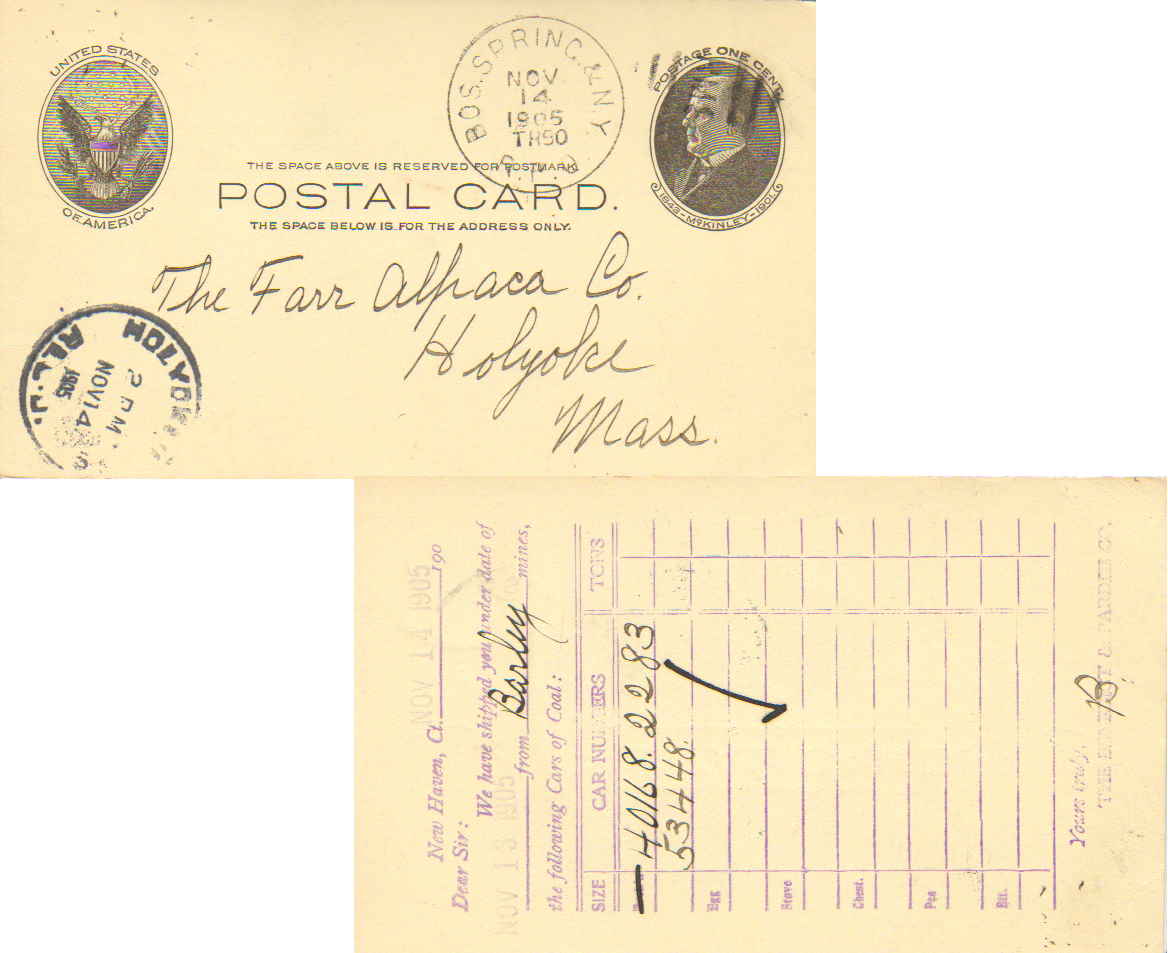 UNITED STATES
OF AMERICA.
BOS. SPRING. & N.Y.
NOV
14
1905
TR50
R.P.O
POSTAGE ONE CENT.
1843-McKINLEY-1901.
THE SPACE ABOVE IS RESERVED FOR POSTMARK.
POSTAL CARD.
THE SPACE BELOW IS FOR THE ADDRESS ONLY.
The Farr Alpaca Co.
Holyoke
Mass.
HOLYOKE
2 PM
NOV 14
1905
REC'D.
New Haven, Ct. NOV 14 1905 190
Dear Sir:
We have shipped you under date of
NOV 13 1905 from Barley mines,
the following Cars of Coal:
SIZE CAR NUMBERS TONS
40168. 2283
53448.
Egg
Stove
Chest.
Pea
Yours truly,
B